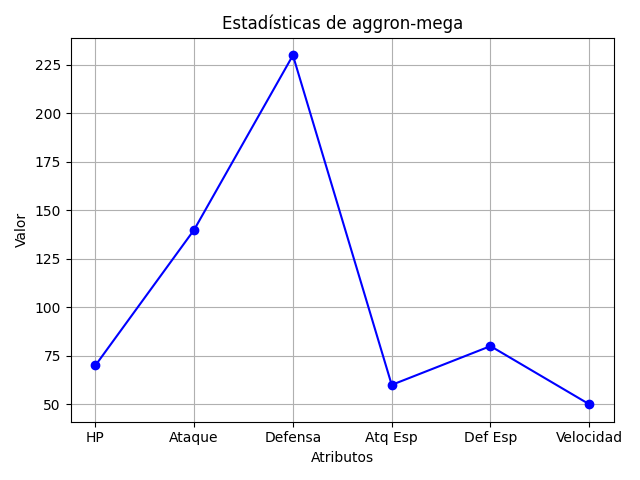 Estadísticas de aggron-mega
Valor
225
200
175
150
125
100
75
50
HP Ataque Defensa Atq Esp Def Esp Velocidad
Atributos